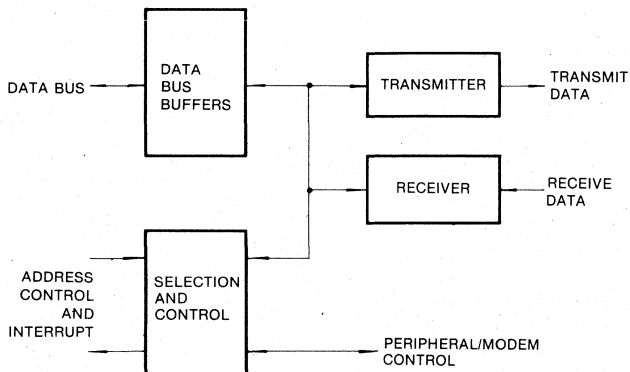 DATA BUS
DATA
BUS
BUFFERS
TRANSMITTER
TRANSMIT
DATA
RECEIVER
RECEIVE
DATA
ADDRESS
CONTROL
AND
INTERRUPT
SELECTION
AND
CONTROL
PERIPHERAL/MODEM
CONTROL